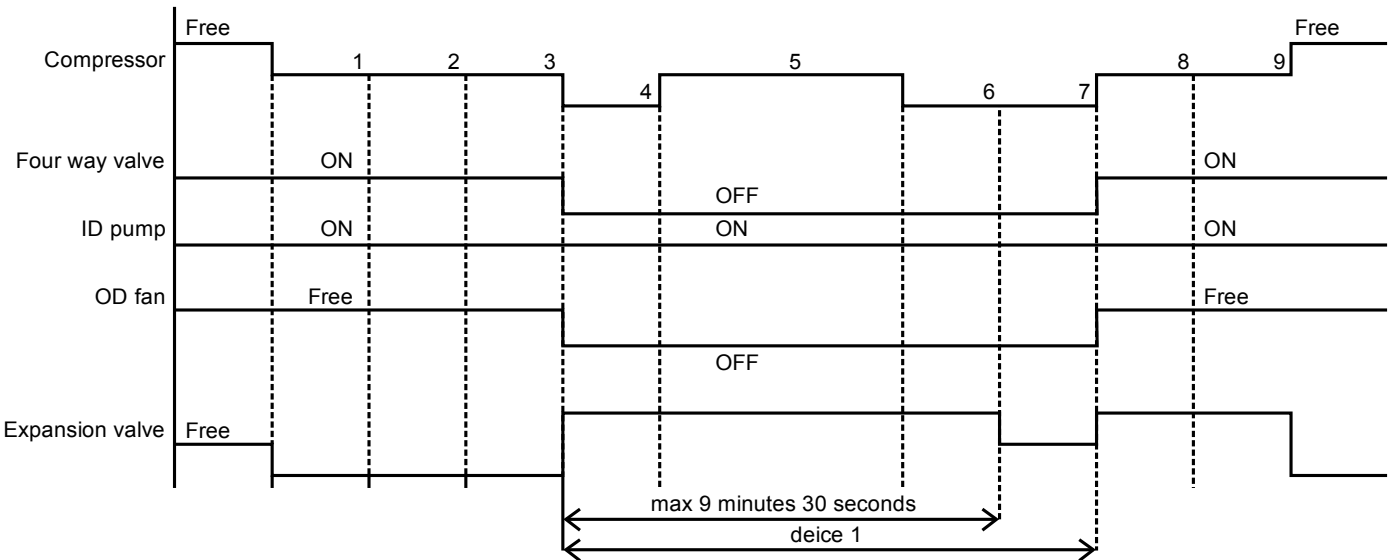 Free Free
Compressor 1 2 3 4 5 6 7 8 9
Four way valve ON OFF ON
ID pump ON ON ON
OD fan Free OFF Free
Expansion valve Free
max 9 minutes 30 seconds
deice 1